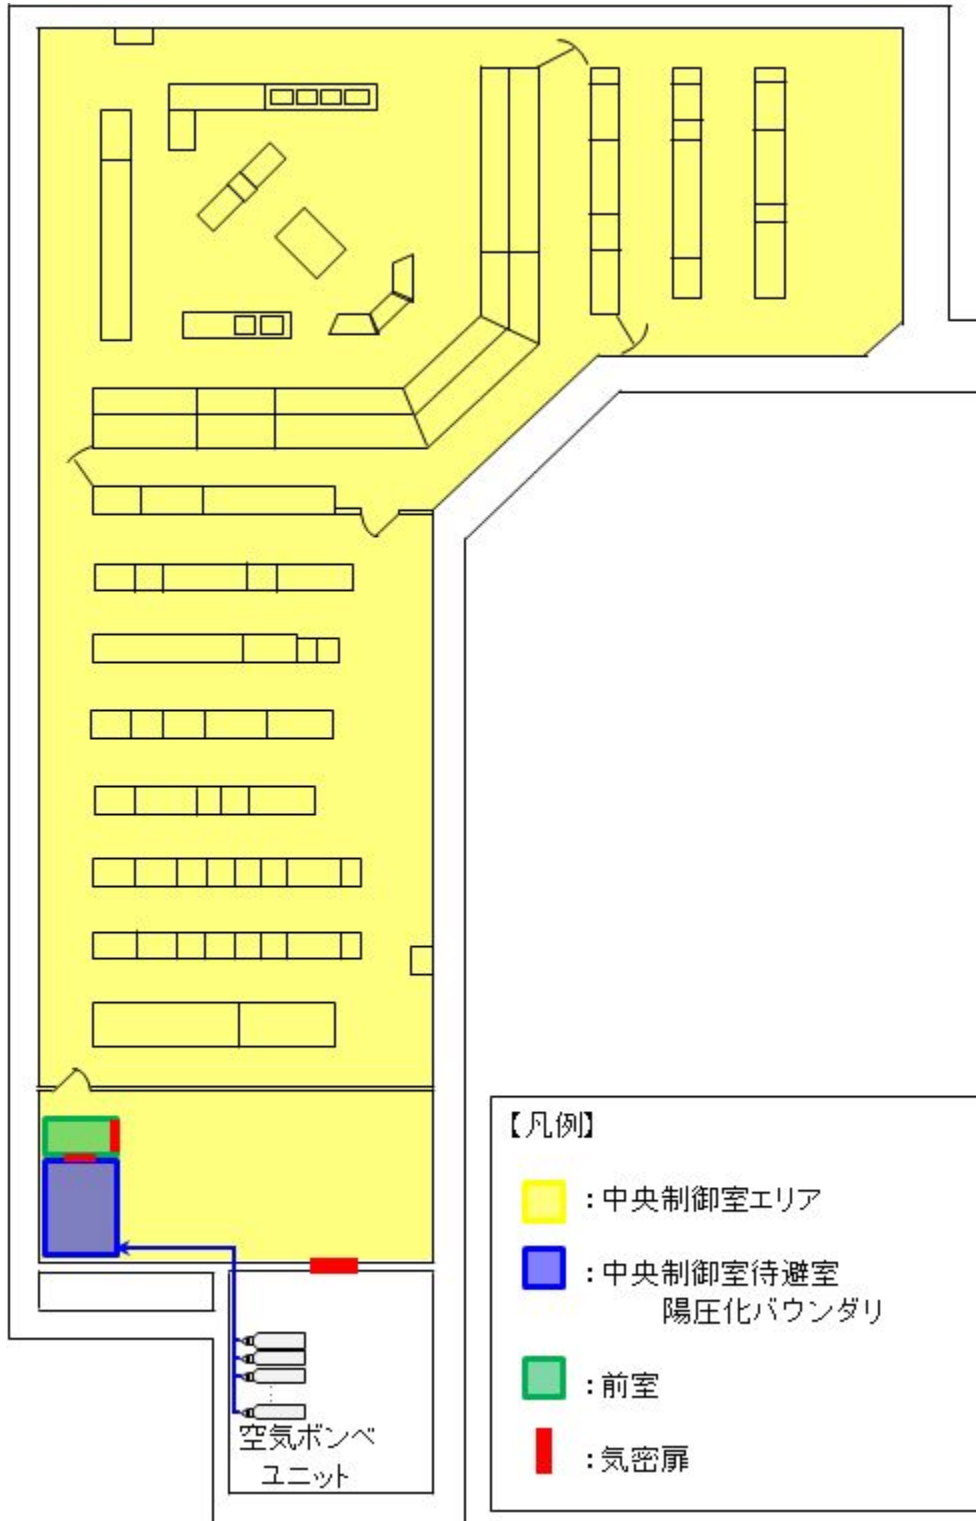 【凡例】
：中央制御室エリア
：中央制御室待避室
陽圧化バウンダリ
：前室
：気密扉
空気ボンベ
ユニット